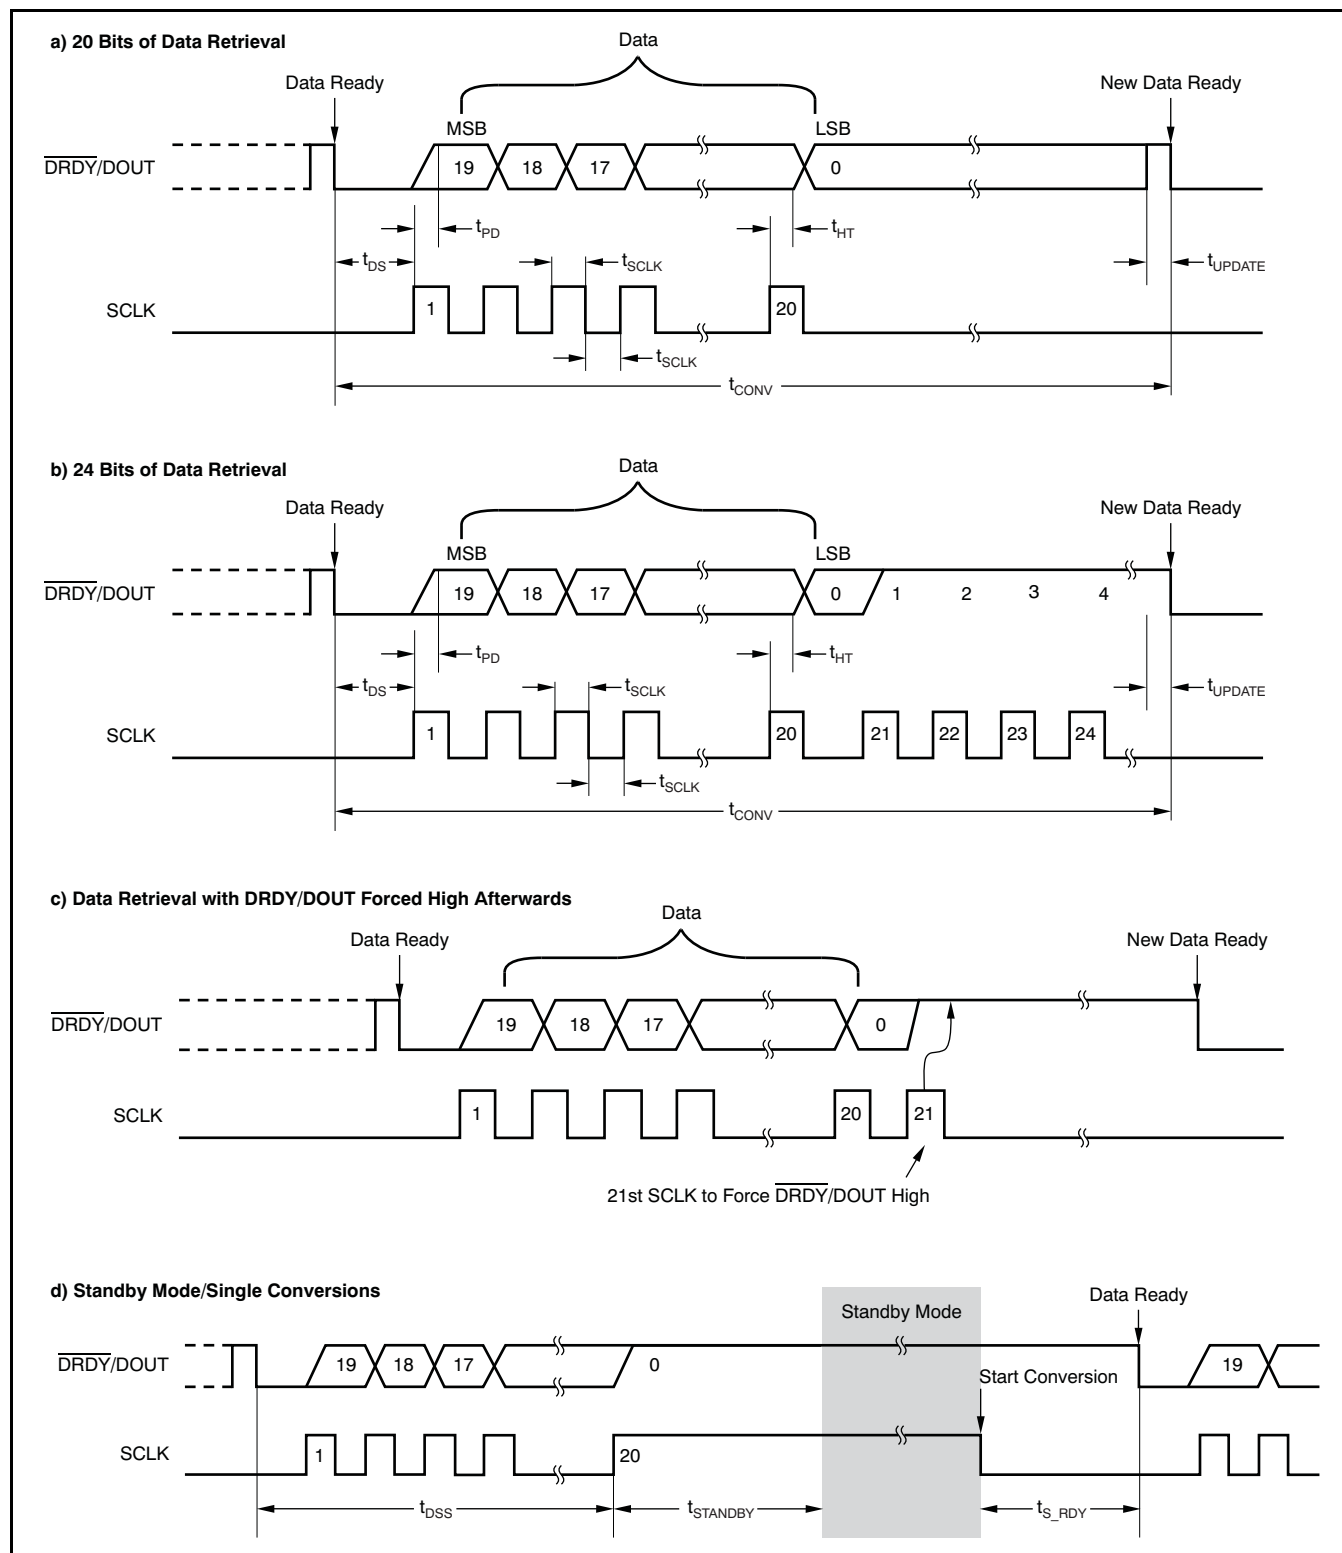 a) 20 Bits of Data Retrieval
Data
Data Ready
New Data Ready
MSB
LSB
DRDY/DOUT
19 18 17 0
tPD
tHT
tDS
tSCLK
tUPDATE
SCLK
1 20
tSCLK
tCONV
b) 24 Bits of Data Retrieval
Data
Data Ready
New Data Ready
MSB
LSB
DRDY/DOUT
19 18 17 0 1 2 3 4
tPD
tHT
tDS
tSCLK
tUPDATE
SCLK
1 20 21 22 23 24
tSCLK
tCONV
c) Data Retrieval with DRDY/DOUT Forced High Afterwards
Data
Data Ready
New Data Ready
DRDY/DOUT
19 18 17 0
SCLK
1 20 21
21st SCLK to Force DRDY/DOUT High
d) Standby Mode/Single Conversions
Data Ready
Standby Mode
DRDY/DOUT
19 18 17 0 19
Start Conversion
SCLK
1 20
tDSS
tSTANDBY
tS_RDY